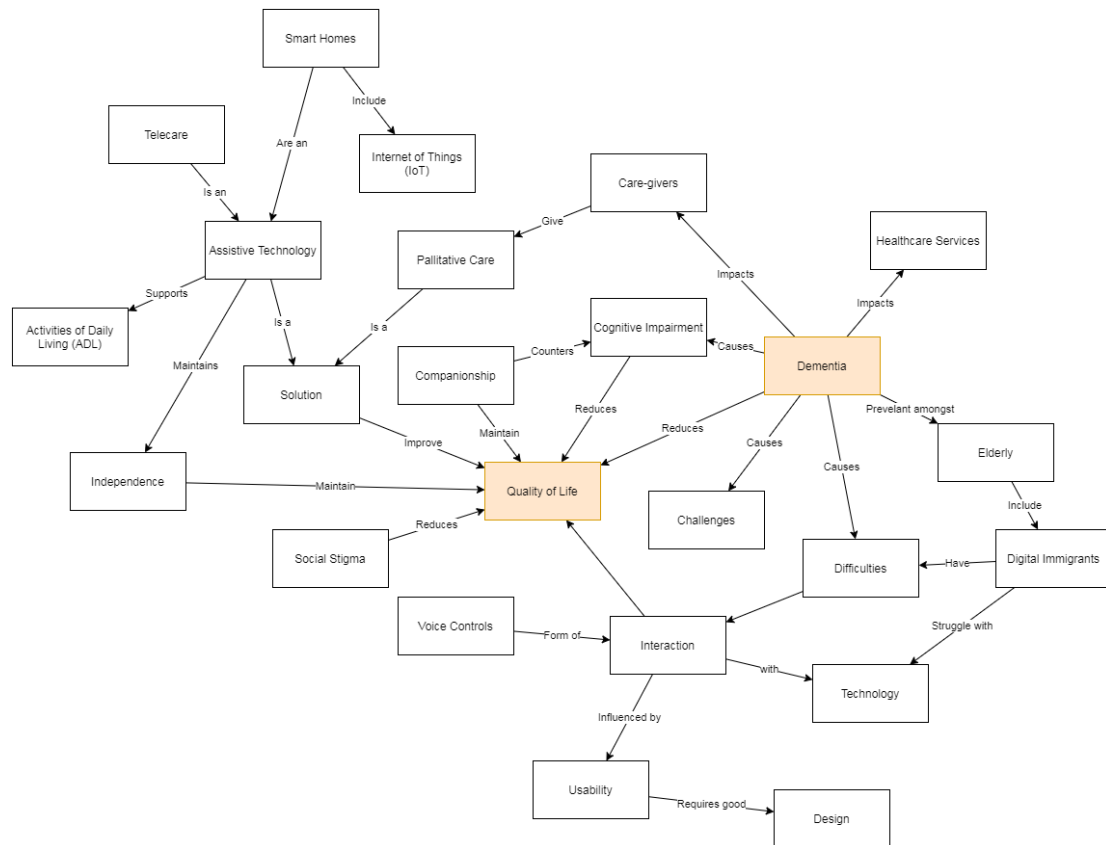 Smart Homes
Include
Telecare
Are an
Internet of Things
(IoT)
Is an
Care-givers
Give
Healthcare Services
Assistive Technology
Pallitative Care
Impacts
Supports
Impacts
Activities of Daily
Living (ADL)
Is a
Is a
Cognitive Impairment
Causes
Counters
Maintains
Companionship
Dementia
Solution
Reduces
Prevelant amongst
Maintain
Reduces
Improve
Causes
Elderly
Causes
Independence
Maintain
Quality of Life
Include
Reduces
Challenges
Social Stigma
Difficulties
Have
Digital Immigrants
Voice Controls
Form of
Interaction
Struggle with
with
Technology
Influenced by
Usability
Requires good
Design